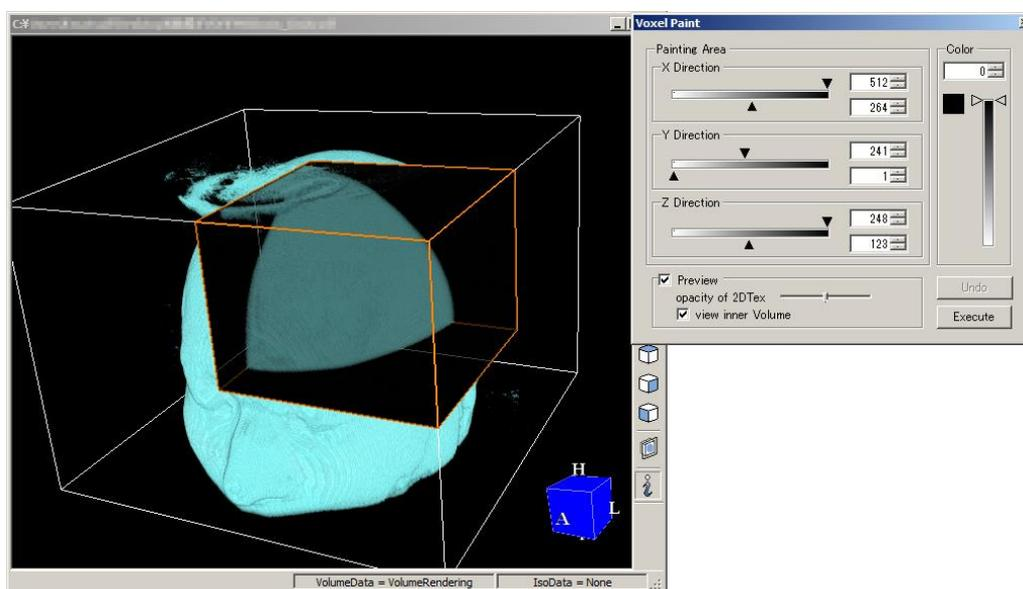 C¥
Voxel Paint
Painting Area
X Direction
512
264
Y Direction
241
1
Z Direction
248
123
Color
0
Preview
opacity of 2DTex
view inner Volume
Undo
Execute
H
A
L
VolumeData = VolumeRendering
IsoData = None